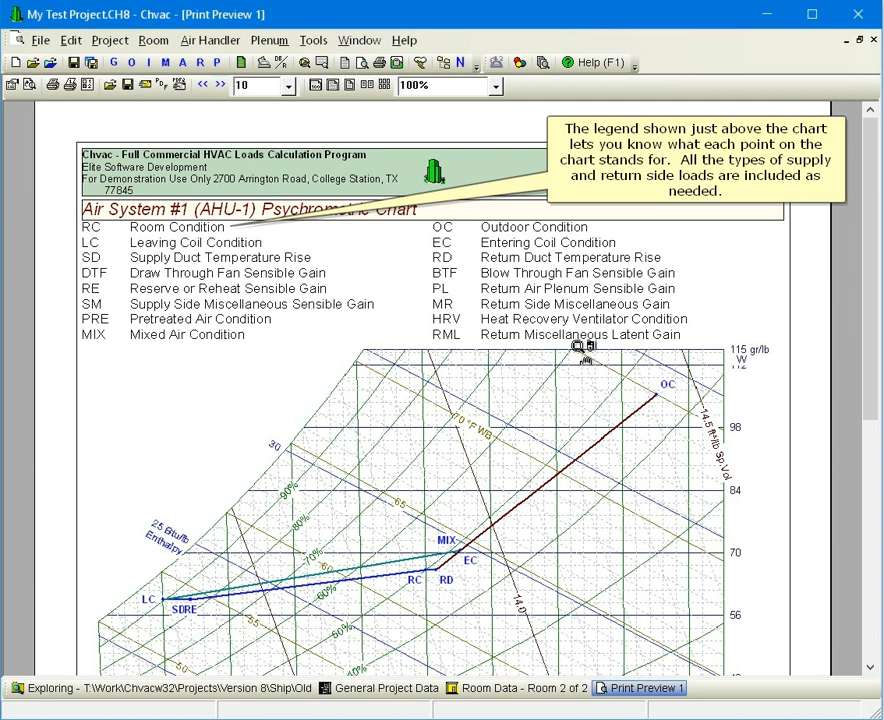 My Test Project.CH8 - Chvac - [Print Preview 1]
File Edit Project Room Air Handler Plenum Tools Window Help
G O I M A R P N Help (F1)
10 100%
The legend shown just above the chart
lets you know what each point on the
chart stands for. All the types of supply
and return side loads are included as
needed.
Chvac - Full Commercial HVAC Loads Calculation Program
Elite Software Development
For Demonstration Use Only 2700 Arrington Road, College Station, TX
77845
Air System #1 (AHU-1) Psychrometric Chart
RC Room Condition OC Outdoor Condition
LC Leaving Coil Condition EC Entering Coil Condition
SD Supply Duct Temperature Rise RD Return Duct Temperature Rise
DTF Draw Through Fan Sensible Gain BTF Blow Through Fan Sensible Gain
RE Reserve or Reheat Sensible Gain PL Return Air Plenum Sensible Gain
SM Supply Side Miscellaneous Sensible Gain MR Return Side Miscellaneous Gain
PRE Pretreated Air Condition HRV Heat Recovery Ventilator Condition
MIX Mixed Air Condition RML Return Miscellaneous Latent Gain
115 gr/lb
W
112
OC
14.5 ft³/lb Sp.Vol
70 °F WB
98
30
90%
84
65
80%
25 Btu/lb
Enthalpy
MIX
70%
70
EC
60
RC RD
60%
LC
SD RE
14.0
56
55
50%
50
40%
Exploring - T:\Work\Chvacw32\Projects\Version 8\Ship\Old General Project Data Room Data - Room 2 of 2 Print Preview 1